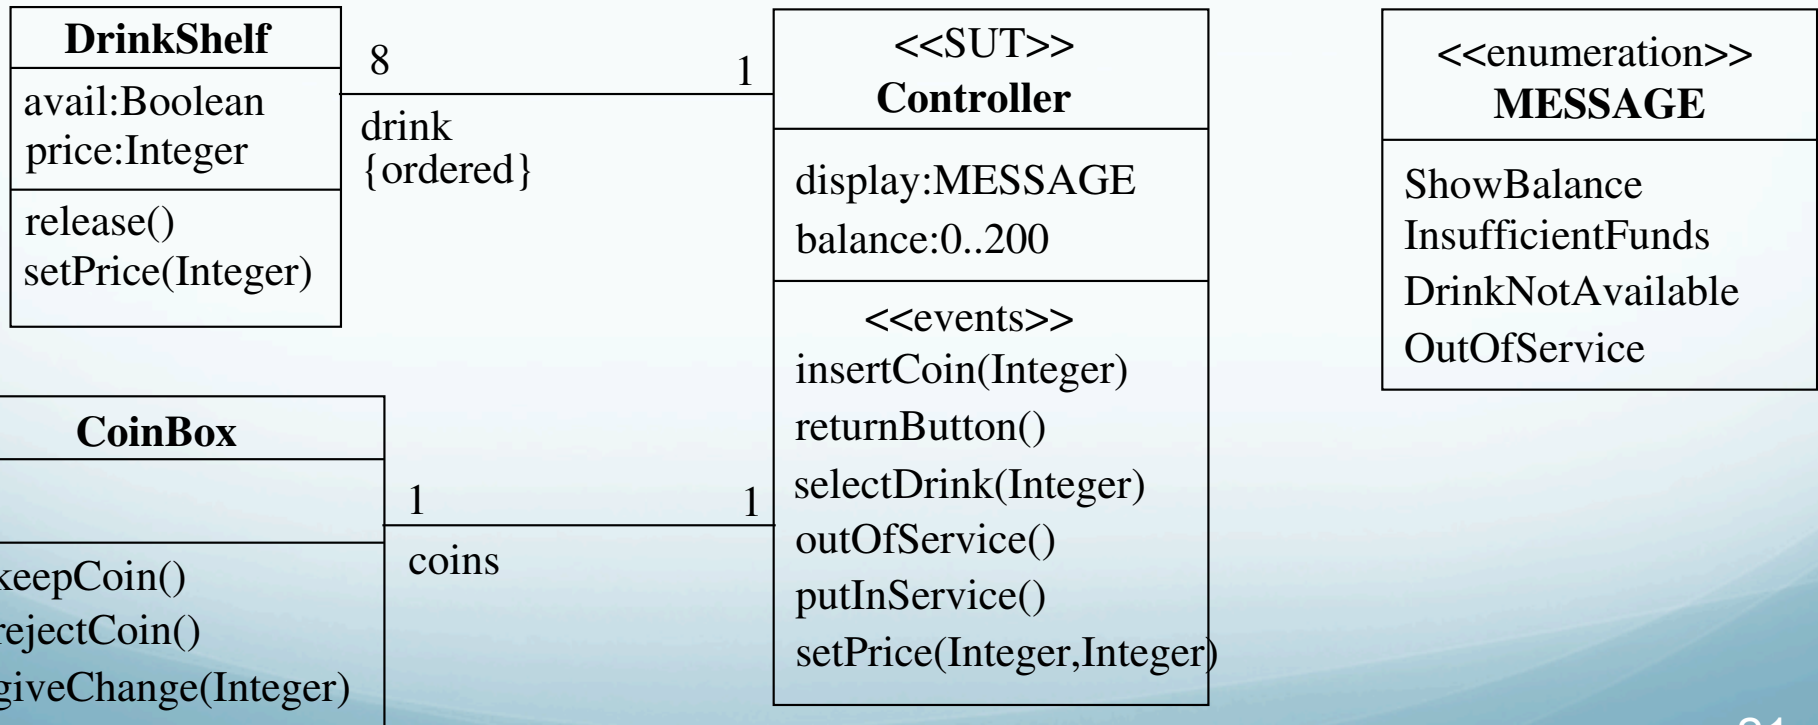 DrinkShelf
avail:Boolean
price:Integer
release()
setPrice(Integer)
8
1
drink
{ordered}
<<SUT>>
Controller
display:MESSAGE
balance:0..200
<<events>>
insertCoin(Integer)
returnButton()
selectDrink(Integer)
outOfService()
putInService()
setPrice(Integer,Integer)
<<enumeration>>
MESSAGE
ShowBalance
InsufficientFunds
DrinkNotAvailable
OutOfService
CoinBox
keepCoin()
rejectCoin()
giveChange(Integer)
1
1
coins